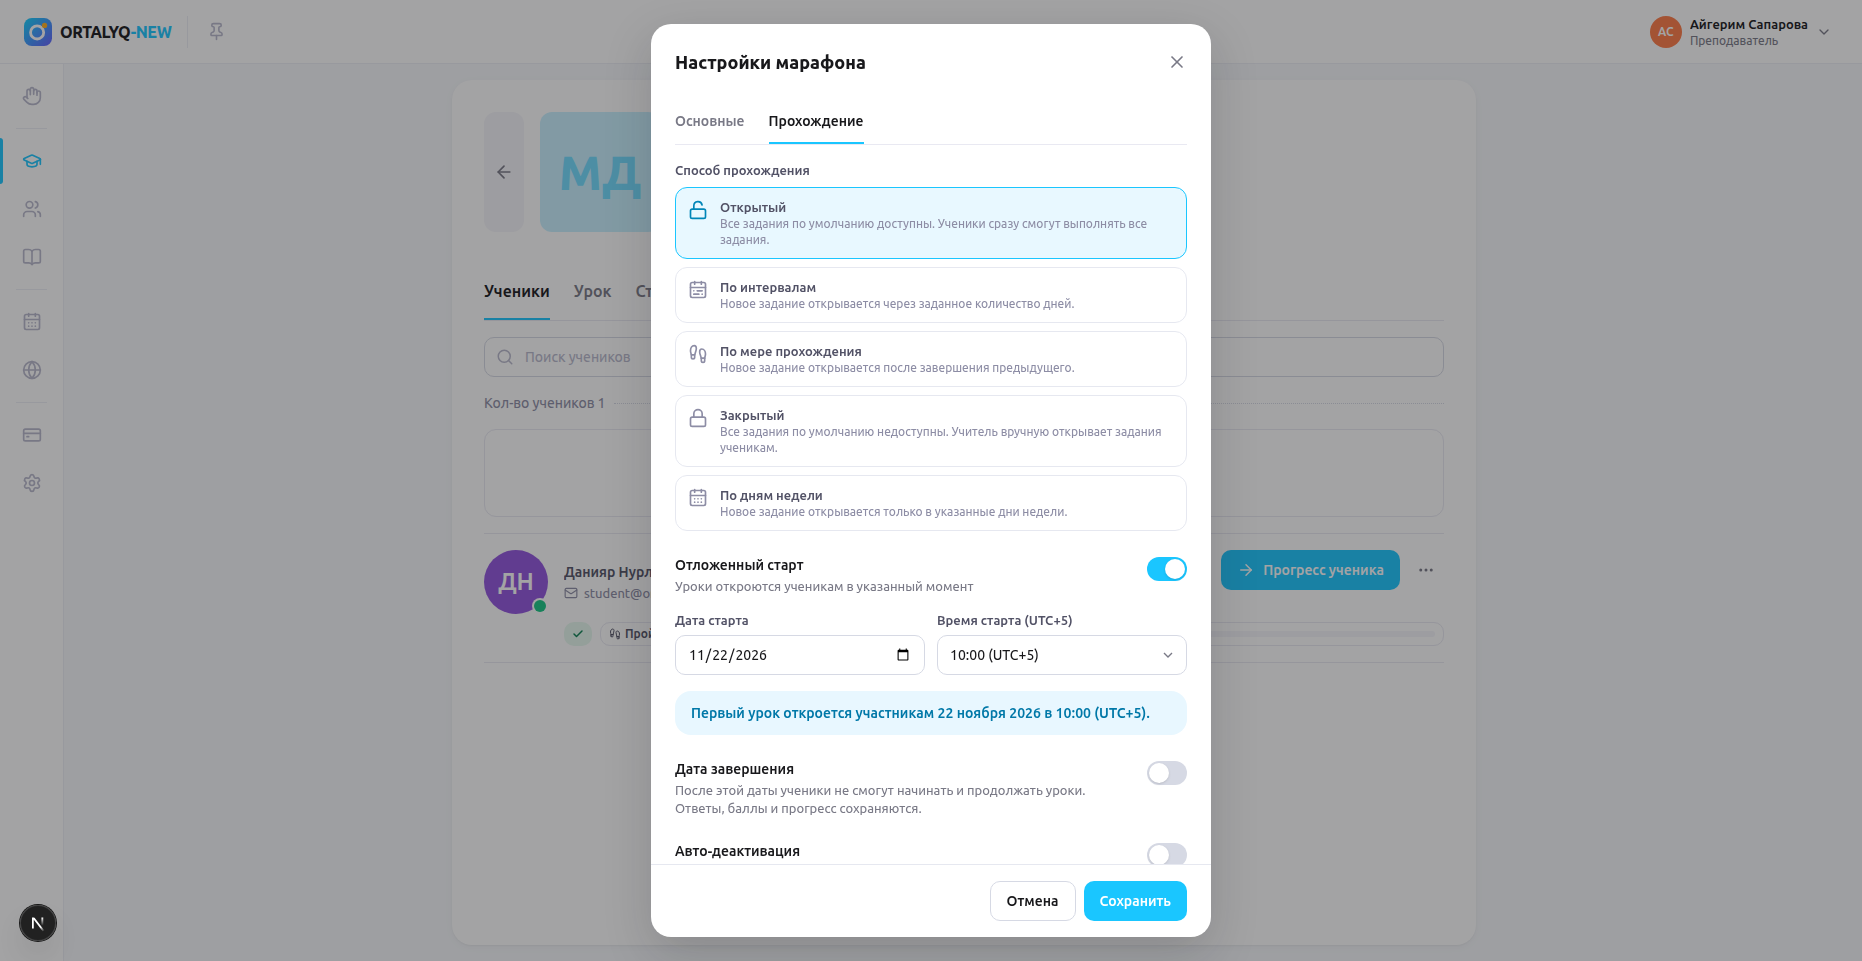 ORTALYQ-NEW
АС
Айгерим Сапарова
Преподаватель
Настройки марафона
Основные
Прохождение
Способ прохождения
Открытый
Все задания по умолчанию доступны. Ученики сразу смогут выполнять все
задания.
По интервалам
Новое задание открывается через заданное количество дней.
По мере прохождения
Новое задание открывается после завершения предыдущего.
Закрытый
Все задания по умолчанию недоступны. Учитель вручную открывает задания
ученикам.
По дням недели
Новое задание открывается только в указанные дни недели.
Отложенный старт
Уроки откроются ученикам в указанный момент
Дата старта
Время старта (UTC+5)
11/22/2026
10:00 (UTC+5)
Первый урок откроется участникам 22 ноября 2026 в 10:00 (UTC+5).
Дата завершения
После этой даты ученики не смогут начинать и продолжать уроки.
Ответы, баллы и прогресс сохраняются.
Авто-деактивация
Отмена
Сохранить
МД
Ученики
Урок
Ст
Поиск учеников
Кол-во учеников 1
ДН
Данияр Нурл
student@o
Прой
Прогресс ученика
N